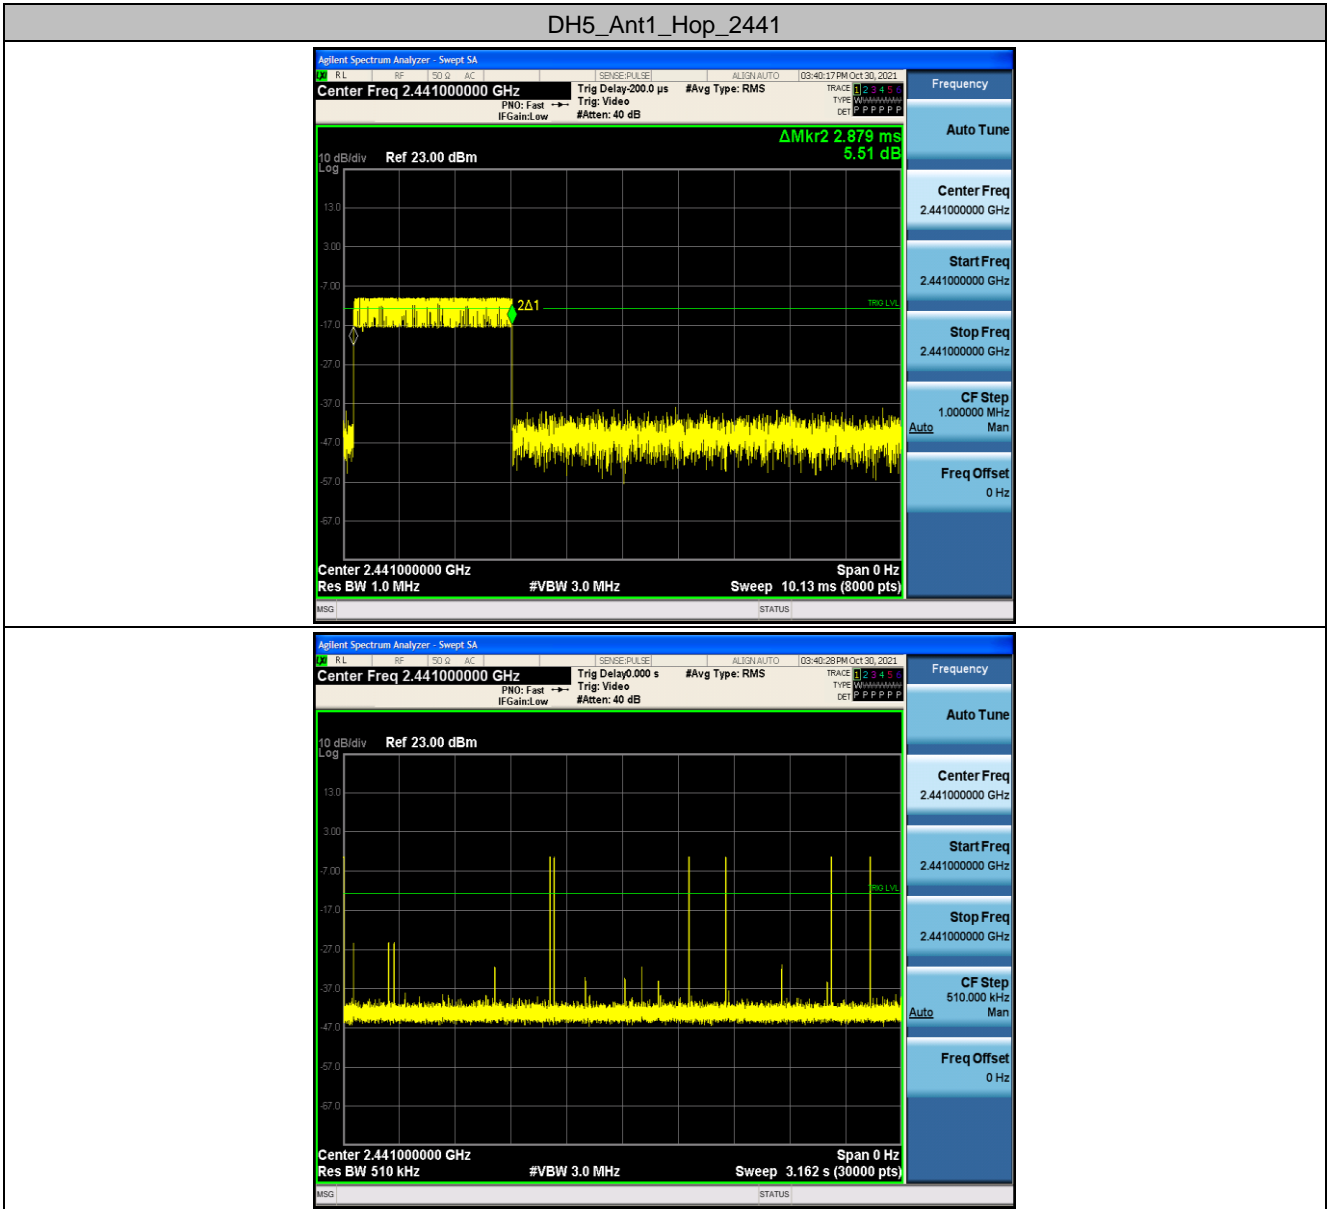 DH5_Ant1_Hop_2441
Agilent Spectrum Analyzer - Swept SA
RL RF 50 Ω AC SENSE:PULSE ALIGN AUTO 03:40:17 PM Oct 30, 2021
Center Freq 2.441000000 GHz Trig Delay-200.0 µs #Avg Type: RMS TRACE 1 2 3 4 5 6
PNO: Fast Trig: Video TYPE W
IFGain:Low #Atten: 40 dB DET P P P P P P
Frequency
Auto Tune
ΔMkr2 2.879 ms
5.51 dB
10 dB/div Ref 23.00 dBm
Log
13.0
3.00
-7.00
-17.0
-27.0
-37.0
-47.0
-57.0
-67.0
2Δ1
TRIG LVL
Center Freq
2.441000000 GHz
Start Freq
2.441000000 GHz
Stop Freq
2.441000000 GHz
CF Step
1.000000 MHz
Auto Man
Freq Offset
0 Hz
Center 2.441000000 GHz Span 0 Hz
Res BW 1.0 MHz #VBW 3.0 MHz Sweep 10.13 ms (8000 pts)
MSG STATUS
Agilent Spectrum Analyzer - Swept SA
RL RF 50 Ω AC SENSE:PULSE ALIGN AUTO 03:40:28 PM Oct 30, 2021
Center Freq 2.441000000 GHz Trig Delay0.000 s #Avg Type: RMS TRACE 1 2 3 4 5 6
PNO: Fast Trig: Video TYPE W
IFGain:Low #Atten: 40 dB DET P P P P P P
Frequency
Auto Tune
10 dB/div Ref 23.00 dBm
Log
13.0
3.00
-7.00
-17.0
-27.0
-37.0
-47.0
-57.0
-67.0
TRIG LVL
Center Freq
2.441000000 GHz
Start Freq
2.441000000 GHz
Stop Freq
2.441000000 GHz
CF Step
510.000 kHz
Auto Man
Freq Offset
0 Hz
Center 2.441000000 GHz Span 0 Hz
Res BW 510 kHz #VBW 3.0 MHz Sweep 3.162 s (30000 pts)
MSG STATUS